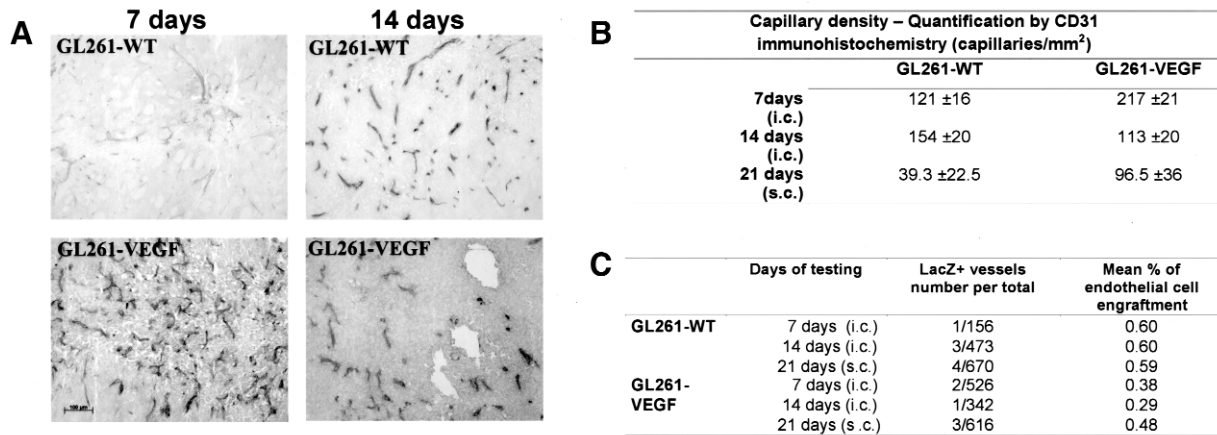 7 days
14 days
A
GL261-WT
GL261-WT
GL261-VEGF
GL261-VEGF
100 µm
B
Capillary density – Quantification by CD31
immunohistochemistry (capillaries/mm²)
GL261-WT GL261-VEGF
7days
(i.c.) 121 ±16 217 ±21
14 days
(i.c.) 154 ±20 113 ±20
21 days
(s.c.) 39.3 ±22.5 96.5 ±36
C
Days of testing LacZ+ vessels Mean % of
number per total endothelial cell
engraftment
GL261-WT 7 days (i.c.) 1/156 0.60
14 days (i.c.) 3/473 0.60
21 days (s.c.) 4/670 0.59
GL261- 7 days (i.c.) 2/526 0.38
VEGF 14 days (i.c.) 1/342 0.29
21 days (s .c.) 3/616 0.48